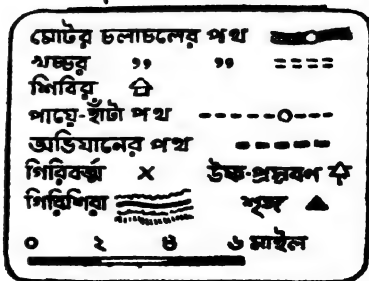 মোটর চলাচলের পথ
খচ্চর " "
শিবির
পায়ে-হাঁটা পথ
অভিযানের পথ
গিরিবর্ত্ম উষ্ণ-প্রস্রবণ
গিরিশিরা শৃঙ্গ
০ ২ ৪ ৬ মাইল